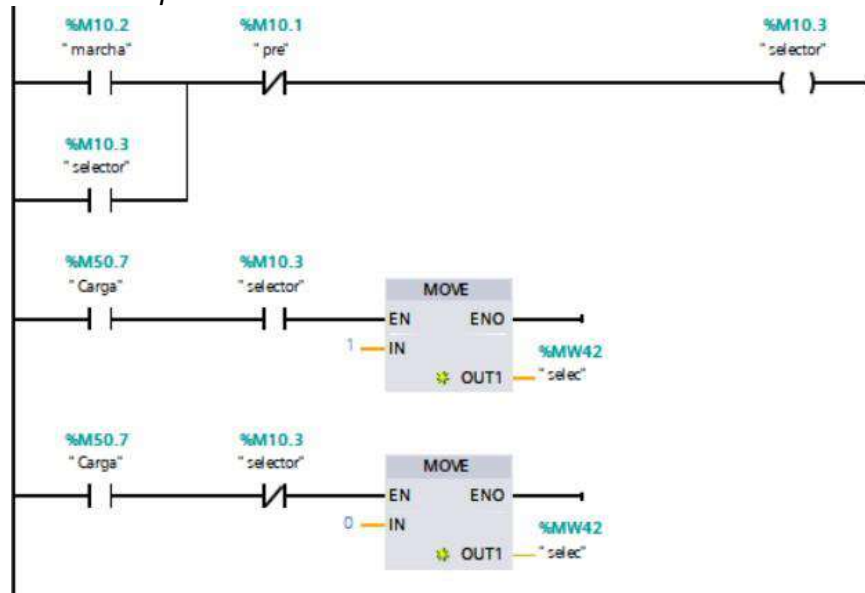 %M10.2 %M10.1 %M10.3
"marcha" "pre" "selector"
%M10.3
"selector"
%M50.7 %M10.3
"Carga" "selector"
MOVE
EN ENO
1 IN
%MW42
OUT1 "selec"
%M50.7 %M10.3
"Carga" "selector"
MOVE
EN ENO
0 IN
%MW42
OUT1 "selec"